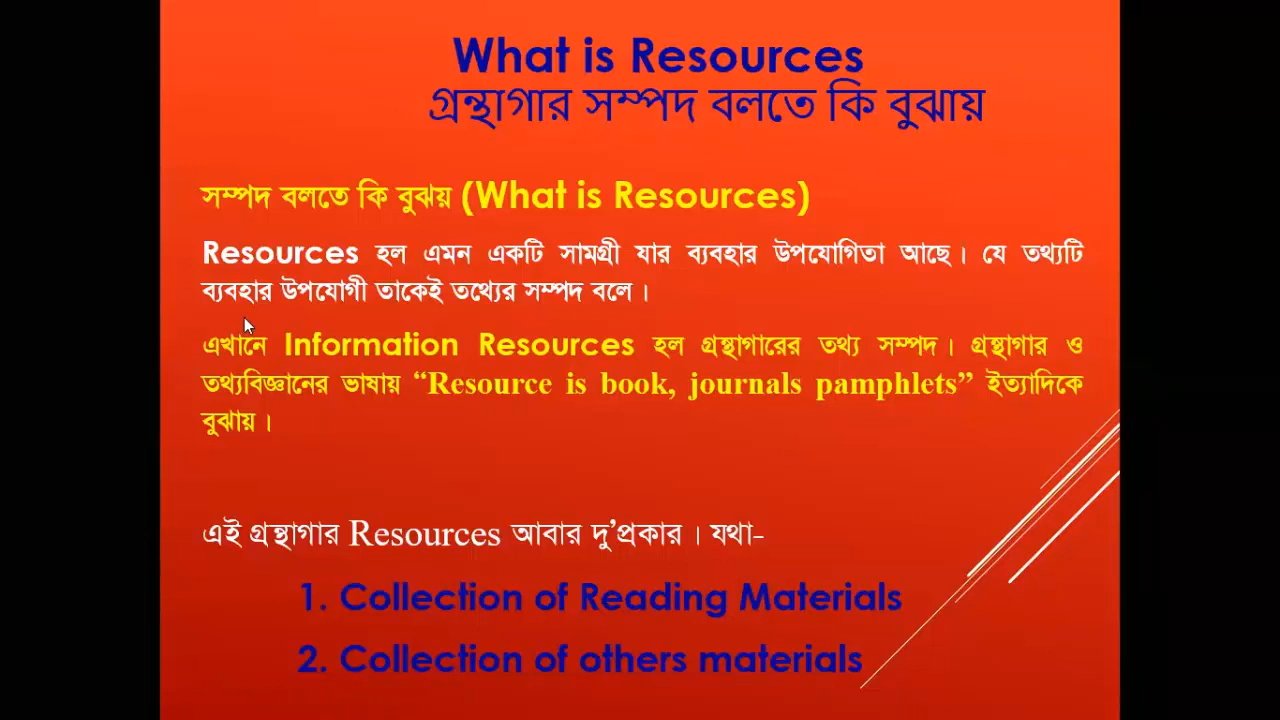 What is Resources
গ্রন্থাগার সম্পদ বলতে কি বুঝায়
সম্পদ বলতে কি বুঝয় (What is Resources)
Resources হল এমন একটি সামগ্রী যার ব্যবহার উপযোগিতা আছে। যে তথ্যটি
ব্যবহার উপযোগী তাকেই তথ্যের সম্পদ বলে।
এখানে Information Resources হল গ্রন্থাগারের তথ্য সম্পদ। গ্রন্থাগার ও
তথ্যবিজ্ঞানের ভাষায় “Resource is book, journals pamphlets” ইত্যাদিকে
বুঝায়।
এই গ্রন্থাগার Resources আবার দু’প্রকার। যথা-
1. Collection of Reading Materials
2. Collection of others materials